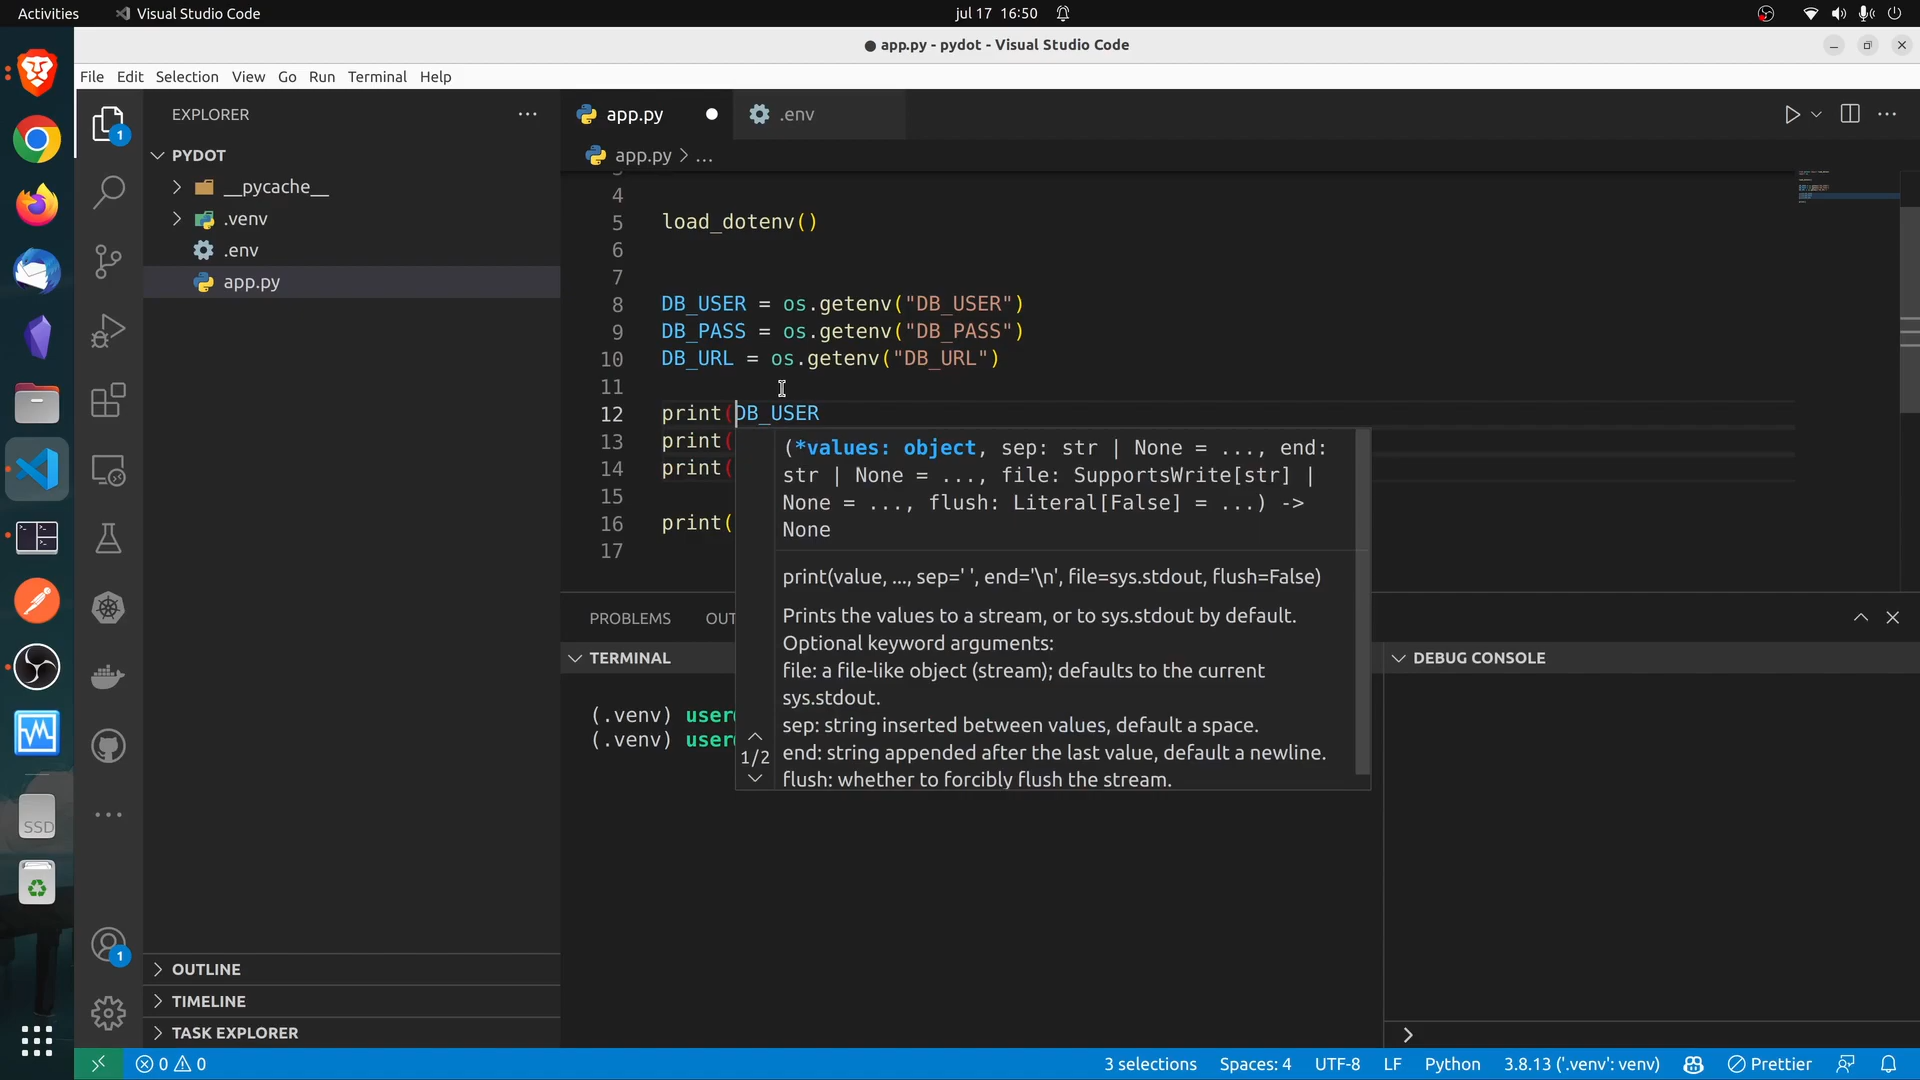 Activities
Visual Studio Code
jul 17 16:50
● app.py - pydot - Visual Studio Code
File Edit Selection View Go Run Terminal Help
EXPLORER
PYDOT
__pycache__
.venv
.env
app.py
1
1
SSD
OUTLINE
TIMELINE
TASK EXPLORER
app.py
.env
app.py > ...
4
5 load_dotenv()
6
7
8 DB_USER = os.getenv("DB_USER")
9 DB_PASS = os.getenv("DB_PASS")
10 DB_URL = os.getenv("DB_URL")
11
12 print(DB_USER
13 print(
14 print(
15
16 print(
17
(*values: object, sep: str | None = ..., end:
str | None = ..., file: SupportsWrite[str] |
None = ..., flush: Literal[False] = ...) ->
None
print(value, ..., sep=' ', end='\n', file=sys.stdout, flush=False)
Prints the values to a stream, or to sys.stdout by default.
Optional keyword arguments:
file: a file-like object (stream); defaults to the current
sys.stdout.
sep: string inserted between values, default a space.
end: string appended after the last value, default a newline.
flush: whether to forcibly flush the stream.
1/2
PROBLEMS OUT
TERMINAL
(.venv) user
(.venv) user
DEBUG CONSOLE
0 0
3 selections Spaces: 4 UTF-8 LF Python 3.8.13 ('.venv': venv) Prettier